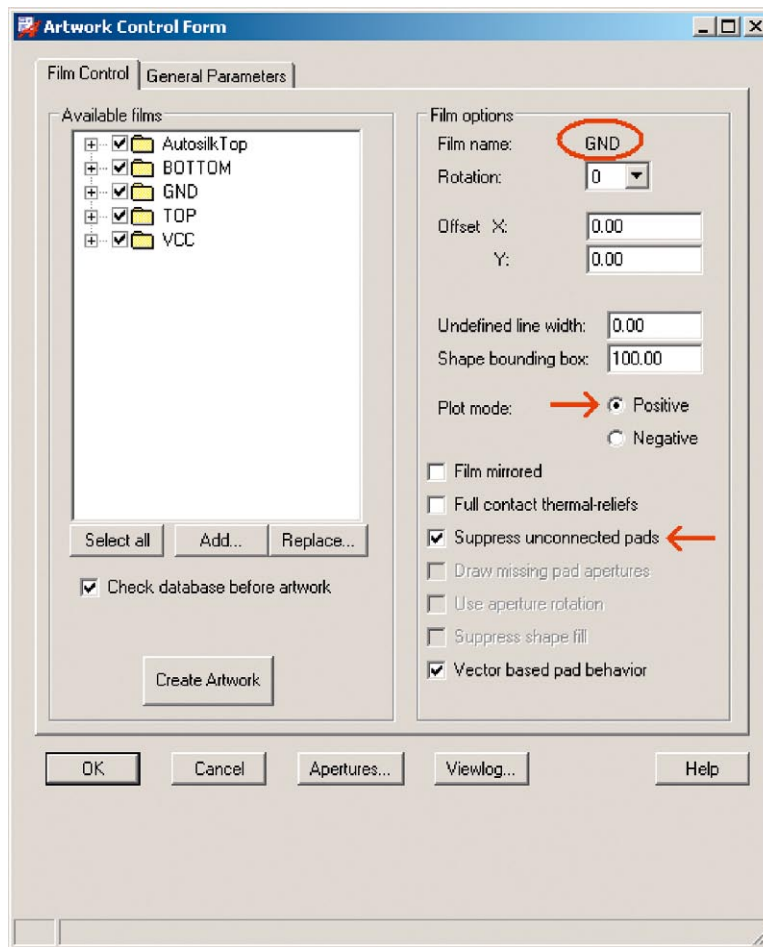 Artwork Control Form
Film Control
General Parameters
Available films
AutosilkTop
BOTTOM
GND
TOP
VCC
Select all
Add...
Replace...
Check database before artwork
Create Artwork
Film options
Film name: GND
Rotation: 0
Offset X: 0.00
Y: 0.00
Undefined line width: 0.00
Shape bounding box: 100.00
Plot mode: Positive
Negative
Film mirrored
Full contact thermal-reliefs
Suppress unconnected pads
Draw missing pad apertures
Use aperture rotation
Suppress shape fill
Vector based pad behavior
OK
Cancel
Apertures...
Viewlog...
Help